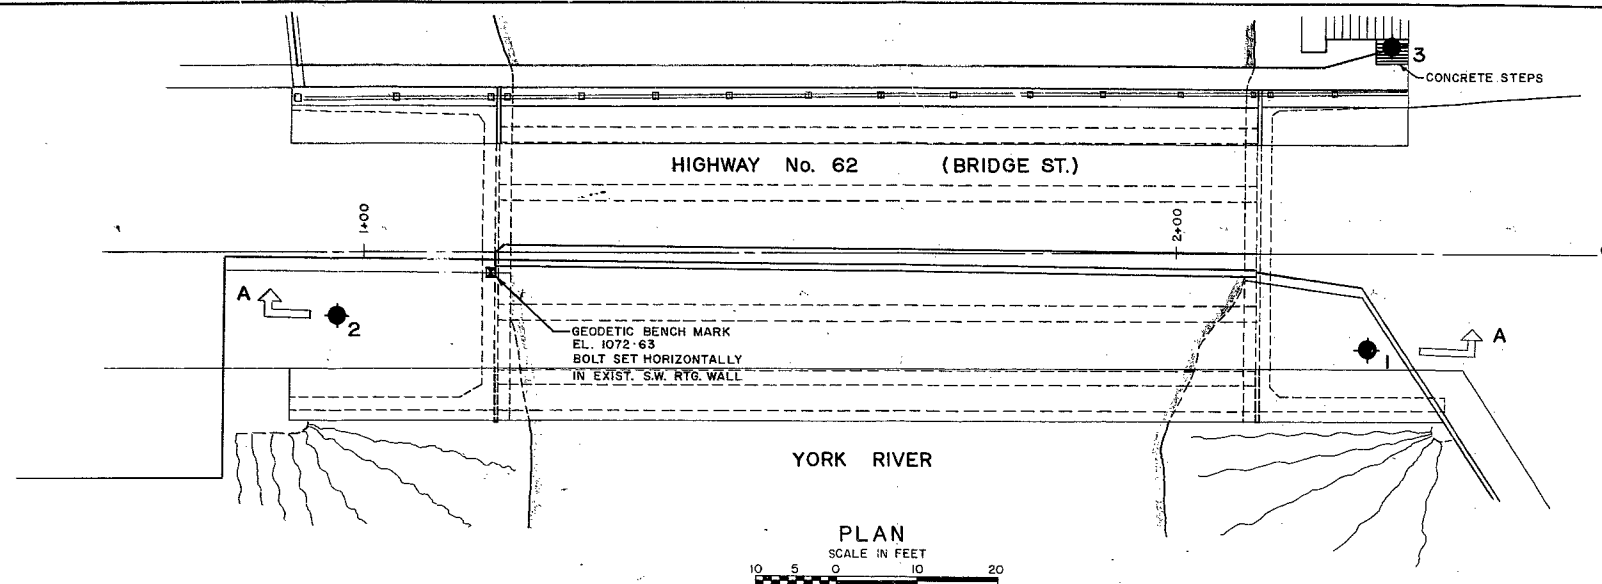 3
CONCRETE STEPS
HIGHWAY No. 62 (BRIDGE ST.)
1+00
2+00
A
2
GEODETIC BENCH MARK
EL. 1072·63
BOLT SET HORIZONTALLY
IN EXIST. S.W. RTG. WALL
A
1
YORK RIVER
PLAN
SCALE IN FEET
10 5 0 10 20